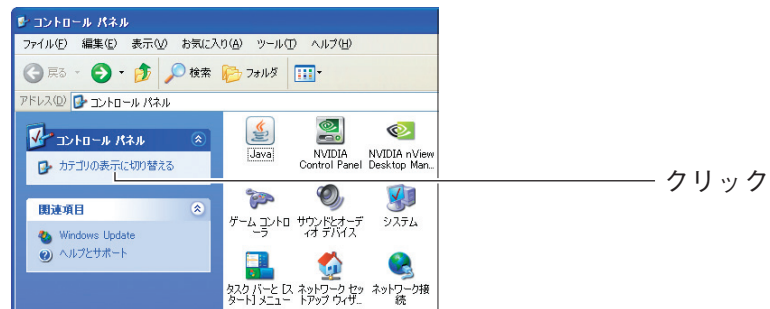 コントロール パネル
ファイル(F) 編集(E) 表示(V) お気に入り(A) ツール(T) ヘルプ(H)
戻る 検索 フォルダ
アドレス(D) コントロール パネル
コントロール パネル
カテゴリの表示に切り替える
クリック
関連項目
Windows Update
ヘルプとサポート
Java
NVIDIA
Control Panel
NVIDIA nView
Desktop Man...
ゲーム コントロ
ーラ
サウンドとオーデ
ィオ デバイス
システム
タスク バーと [ス
タート] メニュー
ネットワーク セッ
トアップ ウィザ...
ネットワーク接
続